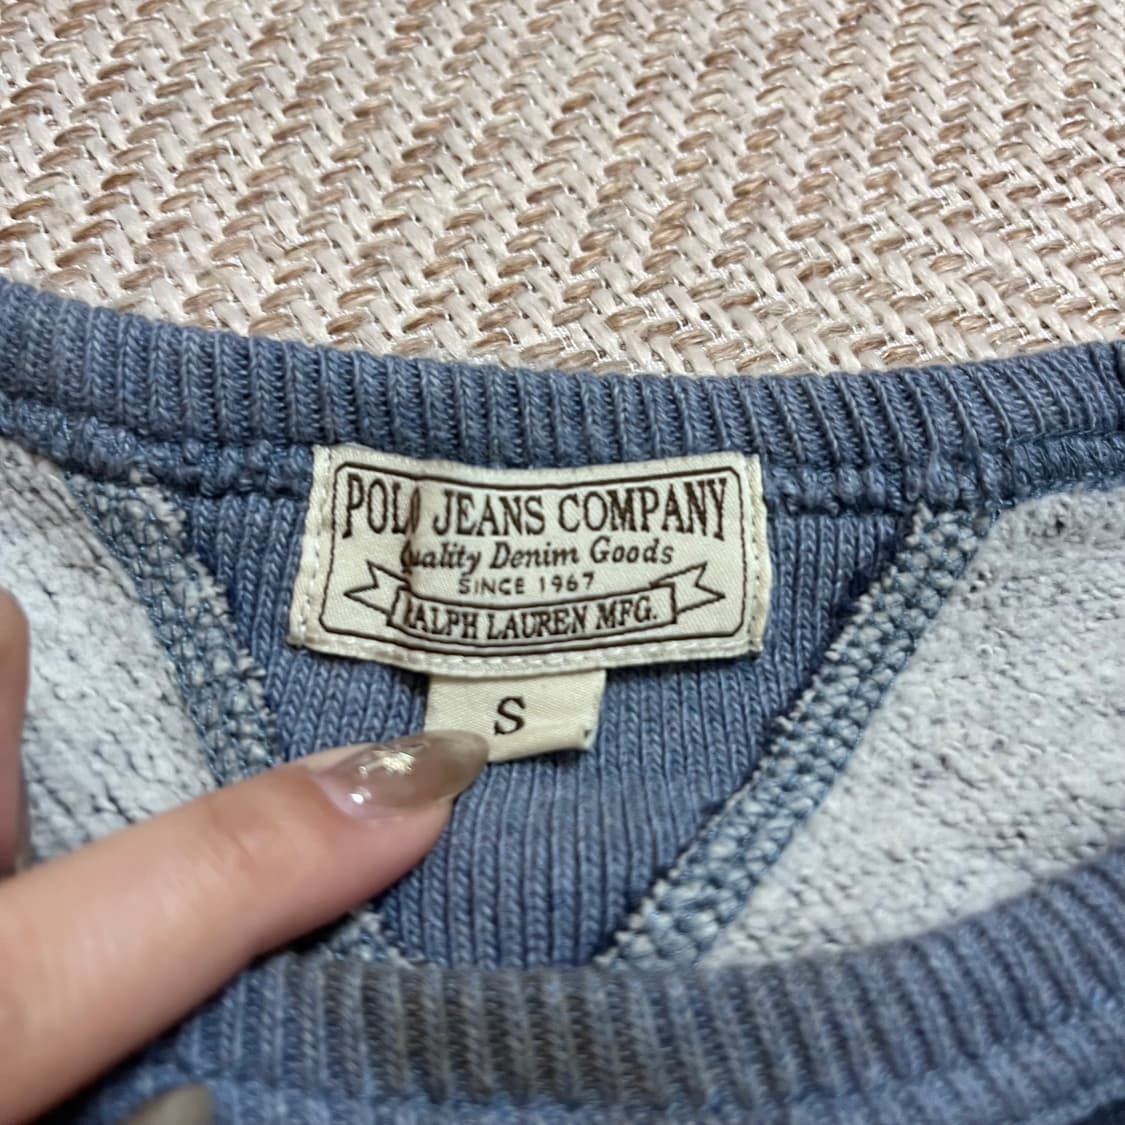 POLO JEANS COMPANY
Quality Denim Goods
SINCE 1967
RALPH LAUREN MFG.
S